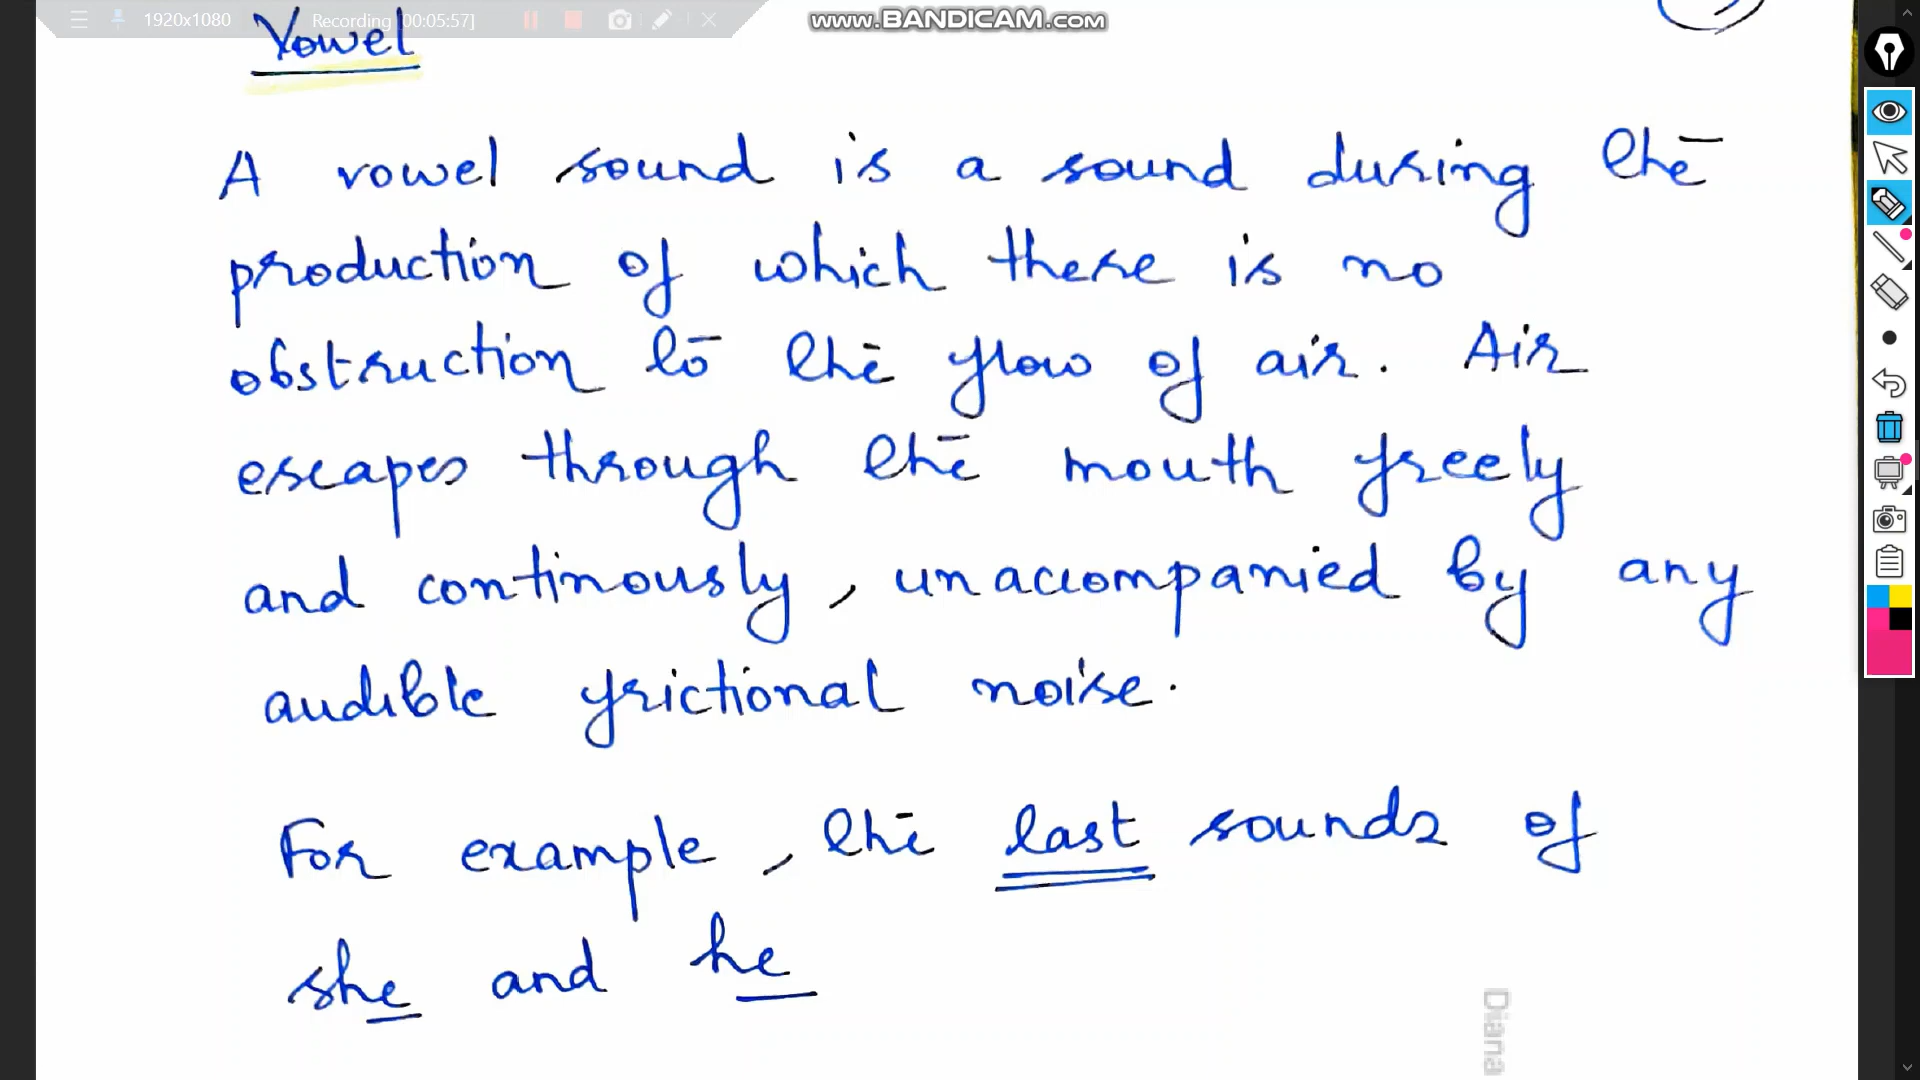 1920x1080 Recording [00:05:57] www.BANDICAM.com
Vowel
A vowel sound is a sound during the
production of which there is no
obstruction to the flow of air. Air
escapes through the mouth freely
and continously, unaccompanied by any
audible frictional noise.
For example, the last sounds of
she and he
Diana